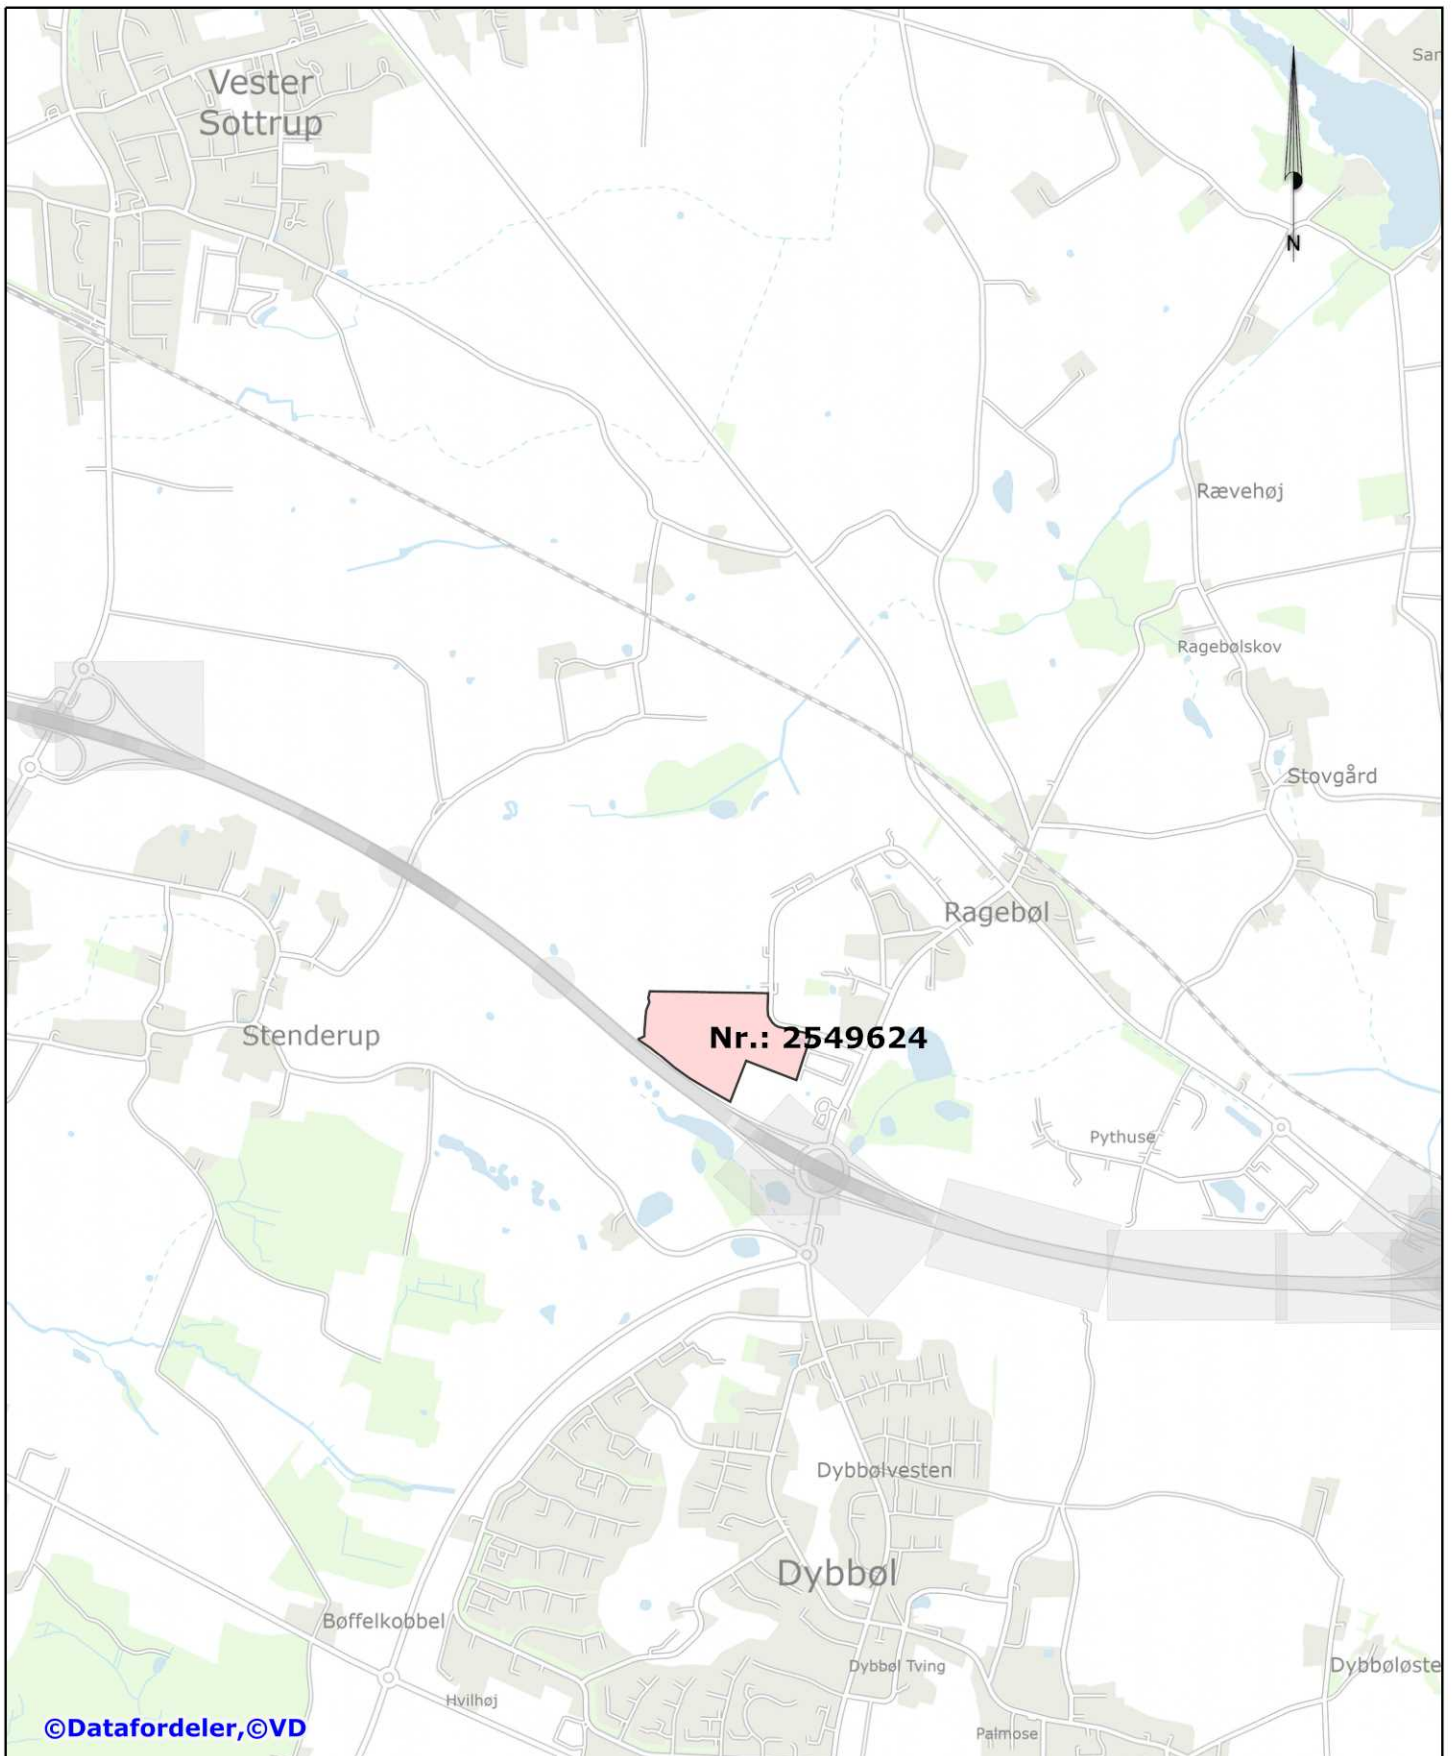 Vester
Sottrup
Sar
N
Rævehøj
Ragebølskov
Stovgård
Ragebøl
Nr.: 2549624
Stenderup
Pythuse
Dybbølvesten
Dybbøl
Bøffelkobbel
Dybbøl Tving
Dybbøløste
Hvilhøj
Palmose
©Datafordeler,©VD